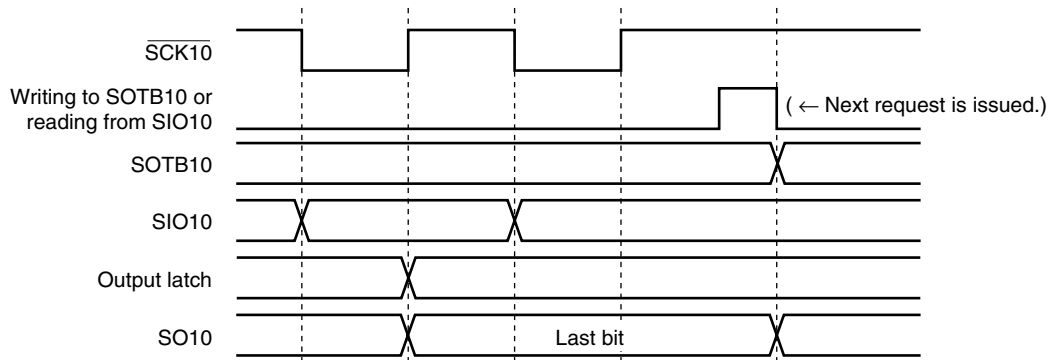 SCK10
Writing to SOTB10 or
reading from SIO10
( ← Next request is issued.)
SOTB10
SIO10
Output latch
SO10
Last bit